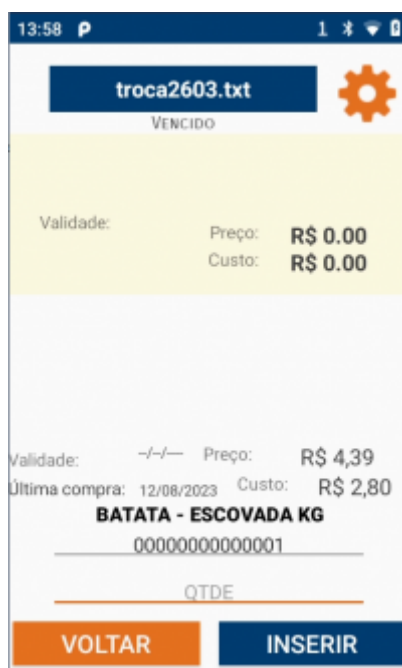 13:58 P 1
troca2603.txt
VENCIDO
Validade:
Preço: R$ 0.00
Custo: R$ 0.00
Validade: --/--/---- Preço: R$ 4,39
Última compra: 12/08/2023 Custo: R$ 2,80
BATATA - ESCOVADA KG
00000000000001
QTDE
VOLTAR INSERIR